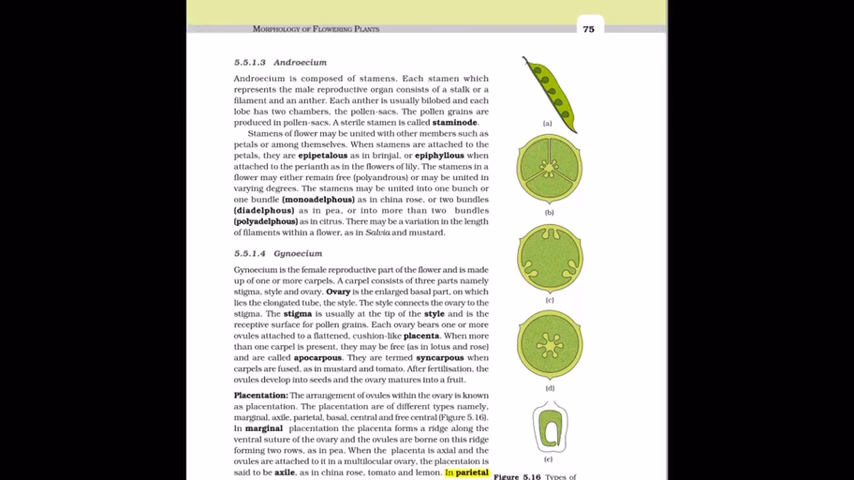 MORPHOLOGY OF FLOWERING PLANTS
75
5.5.1.3 Androecium
Androecium is composed of stamens. Each stamen which
represents the male reproductive organ consists of a stalk or a
filament and an anther. Each anther is usually bilobed and each
lobe has two chambers, the pollen-sacs. The pollen grains are
produced in pollen-sacs. A sterile stamen is called staminode.
Stamens of flower may be united with other members such as
petals or among themselves. When stamens are attached to the
petals, they are epipetalous as in brinjal, or epiphyllous when
attached to the perianth as in the flowers of lily. The stamens in a
flower may either remain free (polyandrous) or may be united in
varying degrees. The stamens may be united into one bunch or
one bundle (monoadelphous) as in china rose, or two bundles
(diadelphous) as in pea, or into more than two bundles
(polyadelphous) as in citrus. There may be a variation in the length
of filaments within a flower, as in Salvia and mustard.
5.5.1.4 Gynoecium
Gynoecium is the female reproductive part of the flower and is made
up of one or more carpels. A carpel consists of three parts namely
stigma, style and ovary. Ovary is the enlarged basal part, on which
lies the elongated tube, the style. The style connects the ovary to the
stigma. The stigma is usually at the tip of the style and is the
receptive surface for pollen grains. Each ovary bears one or more
ovules attached to a flattened, cushion-like placenta. When more
than one carpel is present, they may be free (as in lotus and rose)
and are called apocarpous. They are termed syncarpous when
carpels are fused, as in mustard and tomato. After fertilisation, the
ovules develop into seeds and the ovary matures into a fruit.
Placentation: The arrangement of ovules within the ovary is known
as placentation. The placentation are of different types namely,
marginal, axile, parietal, basal, central and free central (Figure 5.16).
In marginal placentation the placenta forms a ridge along the
ventral suture of the ovary and the ovules are borne on this ridge
forming two rows, as in pea. When the placenta is axial and the
ovules are attached to it in a multilocular ovary, the placentaion is
said to be axile, as in china rose, tomato and lemon. In parietal
(a)
(b)
(c)
(d)
(e)
Figure 5.16 Types of